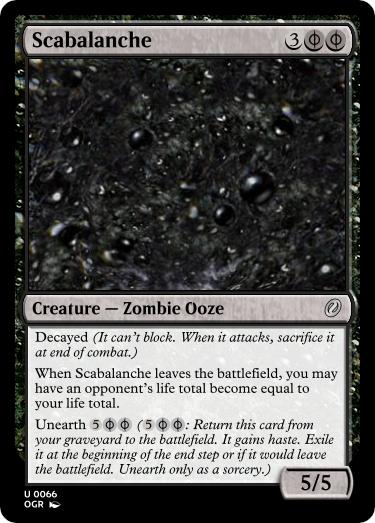 Scabalanche 3ΦΦ
Creature — Zombie Ooze
Decayed (It can't block. When it attacks, sacrifice it
at end of combat.)
When Scabalanche leaves the battlefield, you may
have an opponent's life total become equal to
your life total.
Unearth 5ΦΦ (5ΦΦ: Return this card from
your graveyard to the battlefield. It gains haste. Exile
it at the beginning of the end step or if it would leave
the battlefield. Unearth only as a sorcery.)
5/5
U 0066
OGR